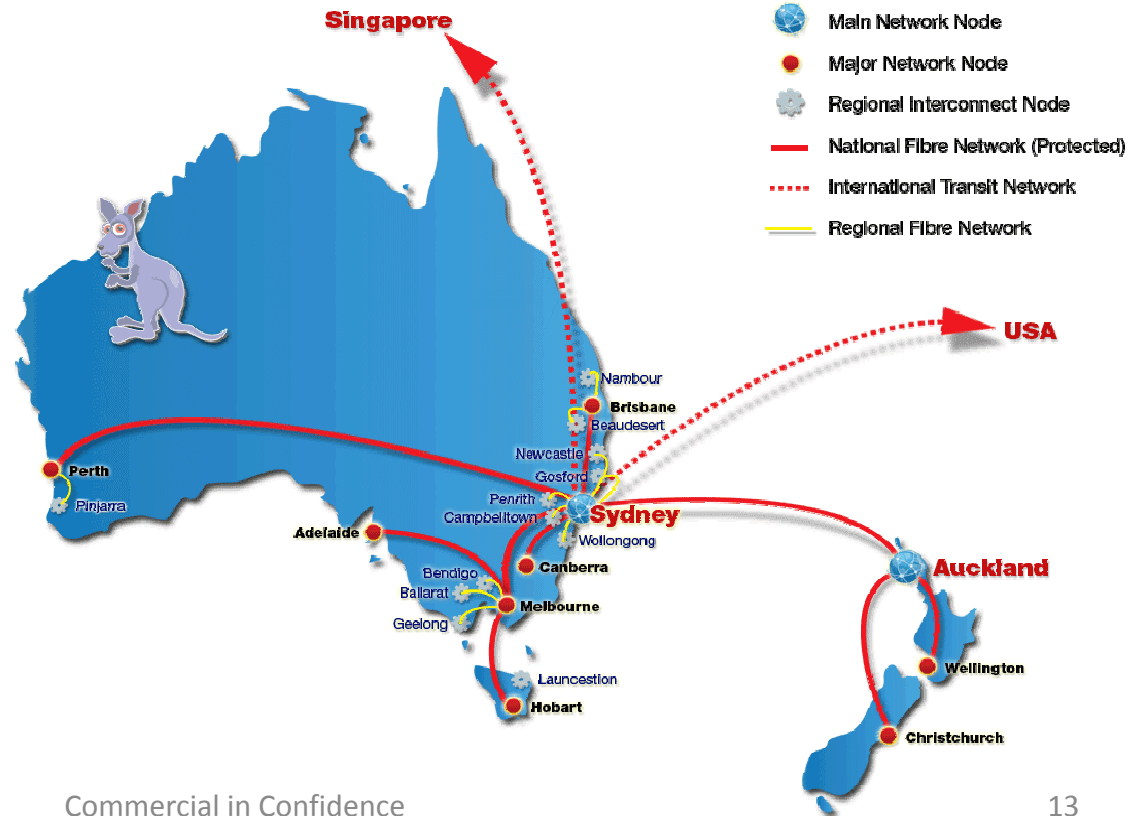 Singapore
Main Network Node
Major Network Node
Regional Interconnect Node
National Fibre Network (Protected)
International Transit Network
Regional Fibre Network
USA
Nambour
Brisbane
Beaudesert
Newcastle
Gosford
Perth
Penrith
Pinjarra
Campbelltown
Sydney
Adelaide
Wollongong
Canberra
Auckland
Bendigo
Ballarat
Melbourne
Geelong
Wellington
Launcestion
Hobart
Christchurch
Commercial in Confidence
13